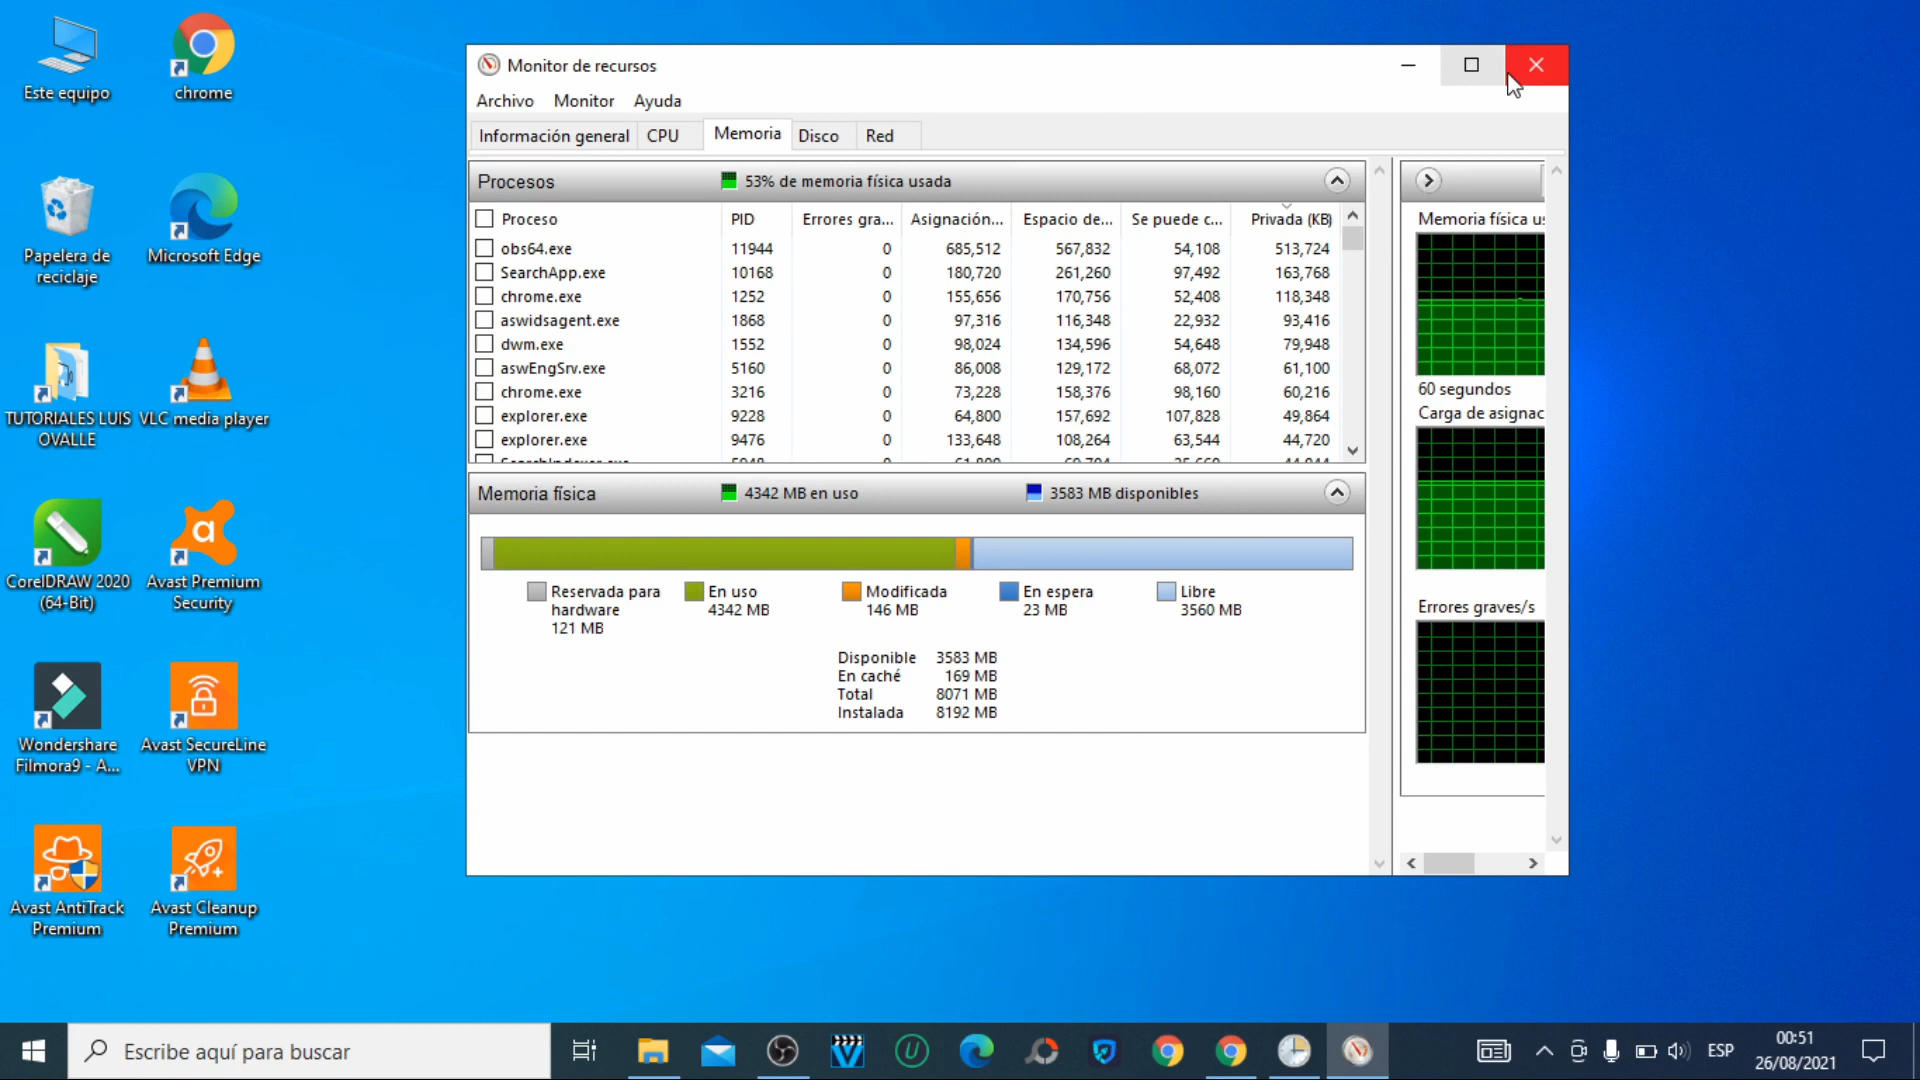 Este equipo
chrome
Papelera de
reciclaje
Microsoft Edge
TUTORIALES LUIS
OVALLE
VLC media player
CorelDRAW 2020
(64-Bit)
Avast Premium
Security
Wondershare
Filmora9 - A...
Avast SecureLine
VPN
Avast AntiTrack
Premium
Avast Cleanup
Premium
Monitor de recursos
Archivo Monitor Ayuda
Información general CPU Memoria Disco Red
Procesos 53% de memoria física usada
Proceso PID Errores gra... Asignación... Espacio de... Se puede c... Privada (KB)
obs64.exe 11944 0 685,512 567,832 54,108 513,724
SearchApp.exe 10168 0 180,720 261,260 97,492 163,768
chrome.exe 1252 0 155,656 170,756 52,408 118,348
aswidsagent.exe 1868 0 97,316 116,348 22,932 93,416
dwm.exe 1552 0 98,024 134,596 54,648 79,948
aswEngSrv.exe 5160 0 86,008 129,172 68,072 61,100
chrome.exe 3216 0 73,228 158,376 98,160 60,216
explorer.exe 9228 0 64,800 157,692 107,828 49,864
explorer.exe 9476 0 133,648 108,264 63,544 44,720
Memoria física 4342 MB en uso 3583 MB disponibles
Reservada para
hardware
121 MB
En uso
4342 MB
Modificada
146 MB
En espera
23 MB
Libre
3560 MB
Disponible 3583 MB
En caché 169 MB
Total 8071 MB
Instalada 8192 MB
Memoria física u
60 segundos
Carga de asignac
Errores graves/s
Escribe aquí para buscar
ESP
00:51
26/08/2021